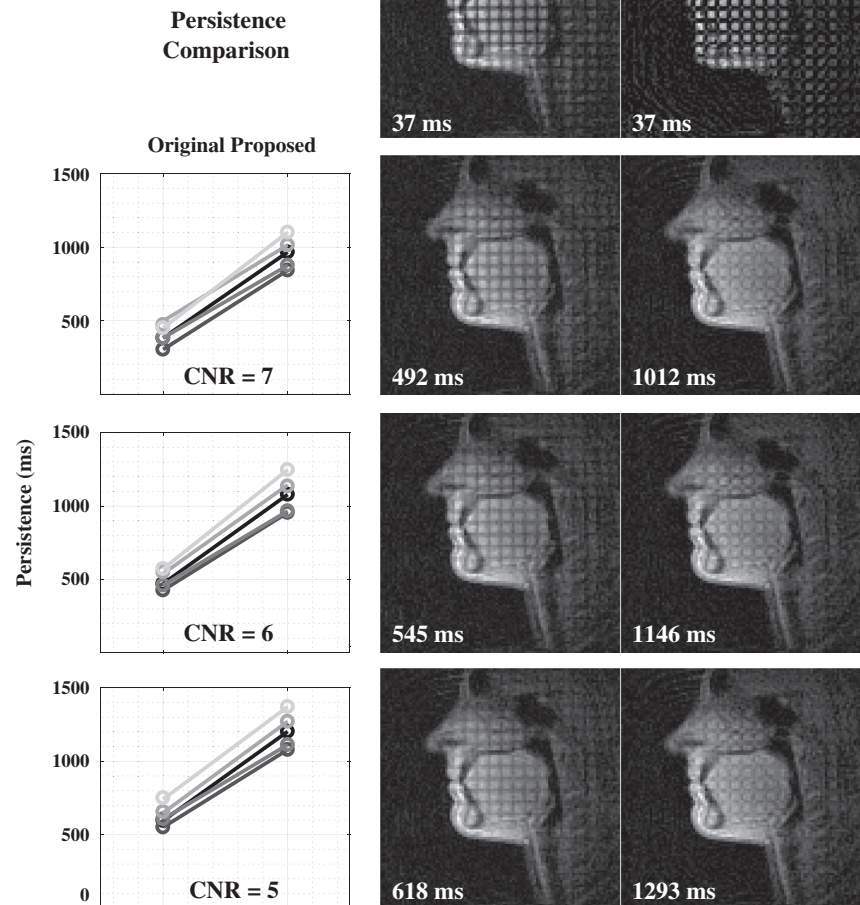 Persistence
Comparison
37 ms
37 ms
Original Proposed
1500
1000
500
CNR = 7
492 ms
1012 ms
Persistence (ms)
1500
1000
500
CNR = 6
545 ms
1146 ms
1500
1000
500
0
CNR = 5
618 ms
1293 ms